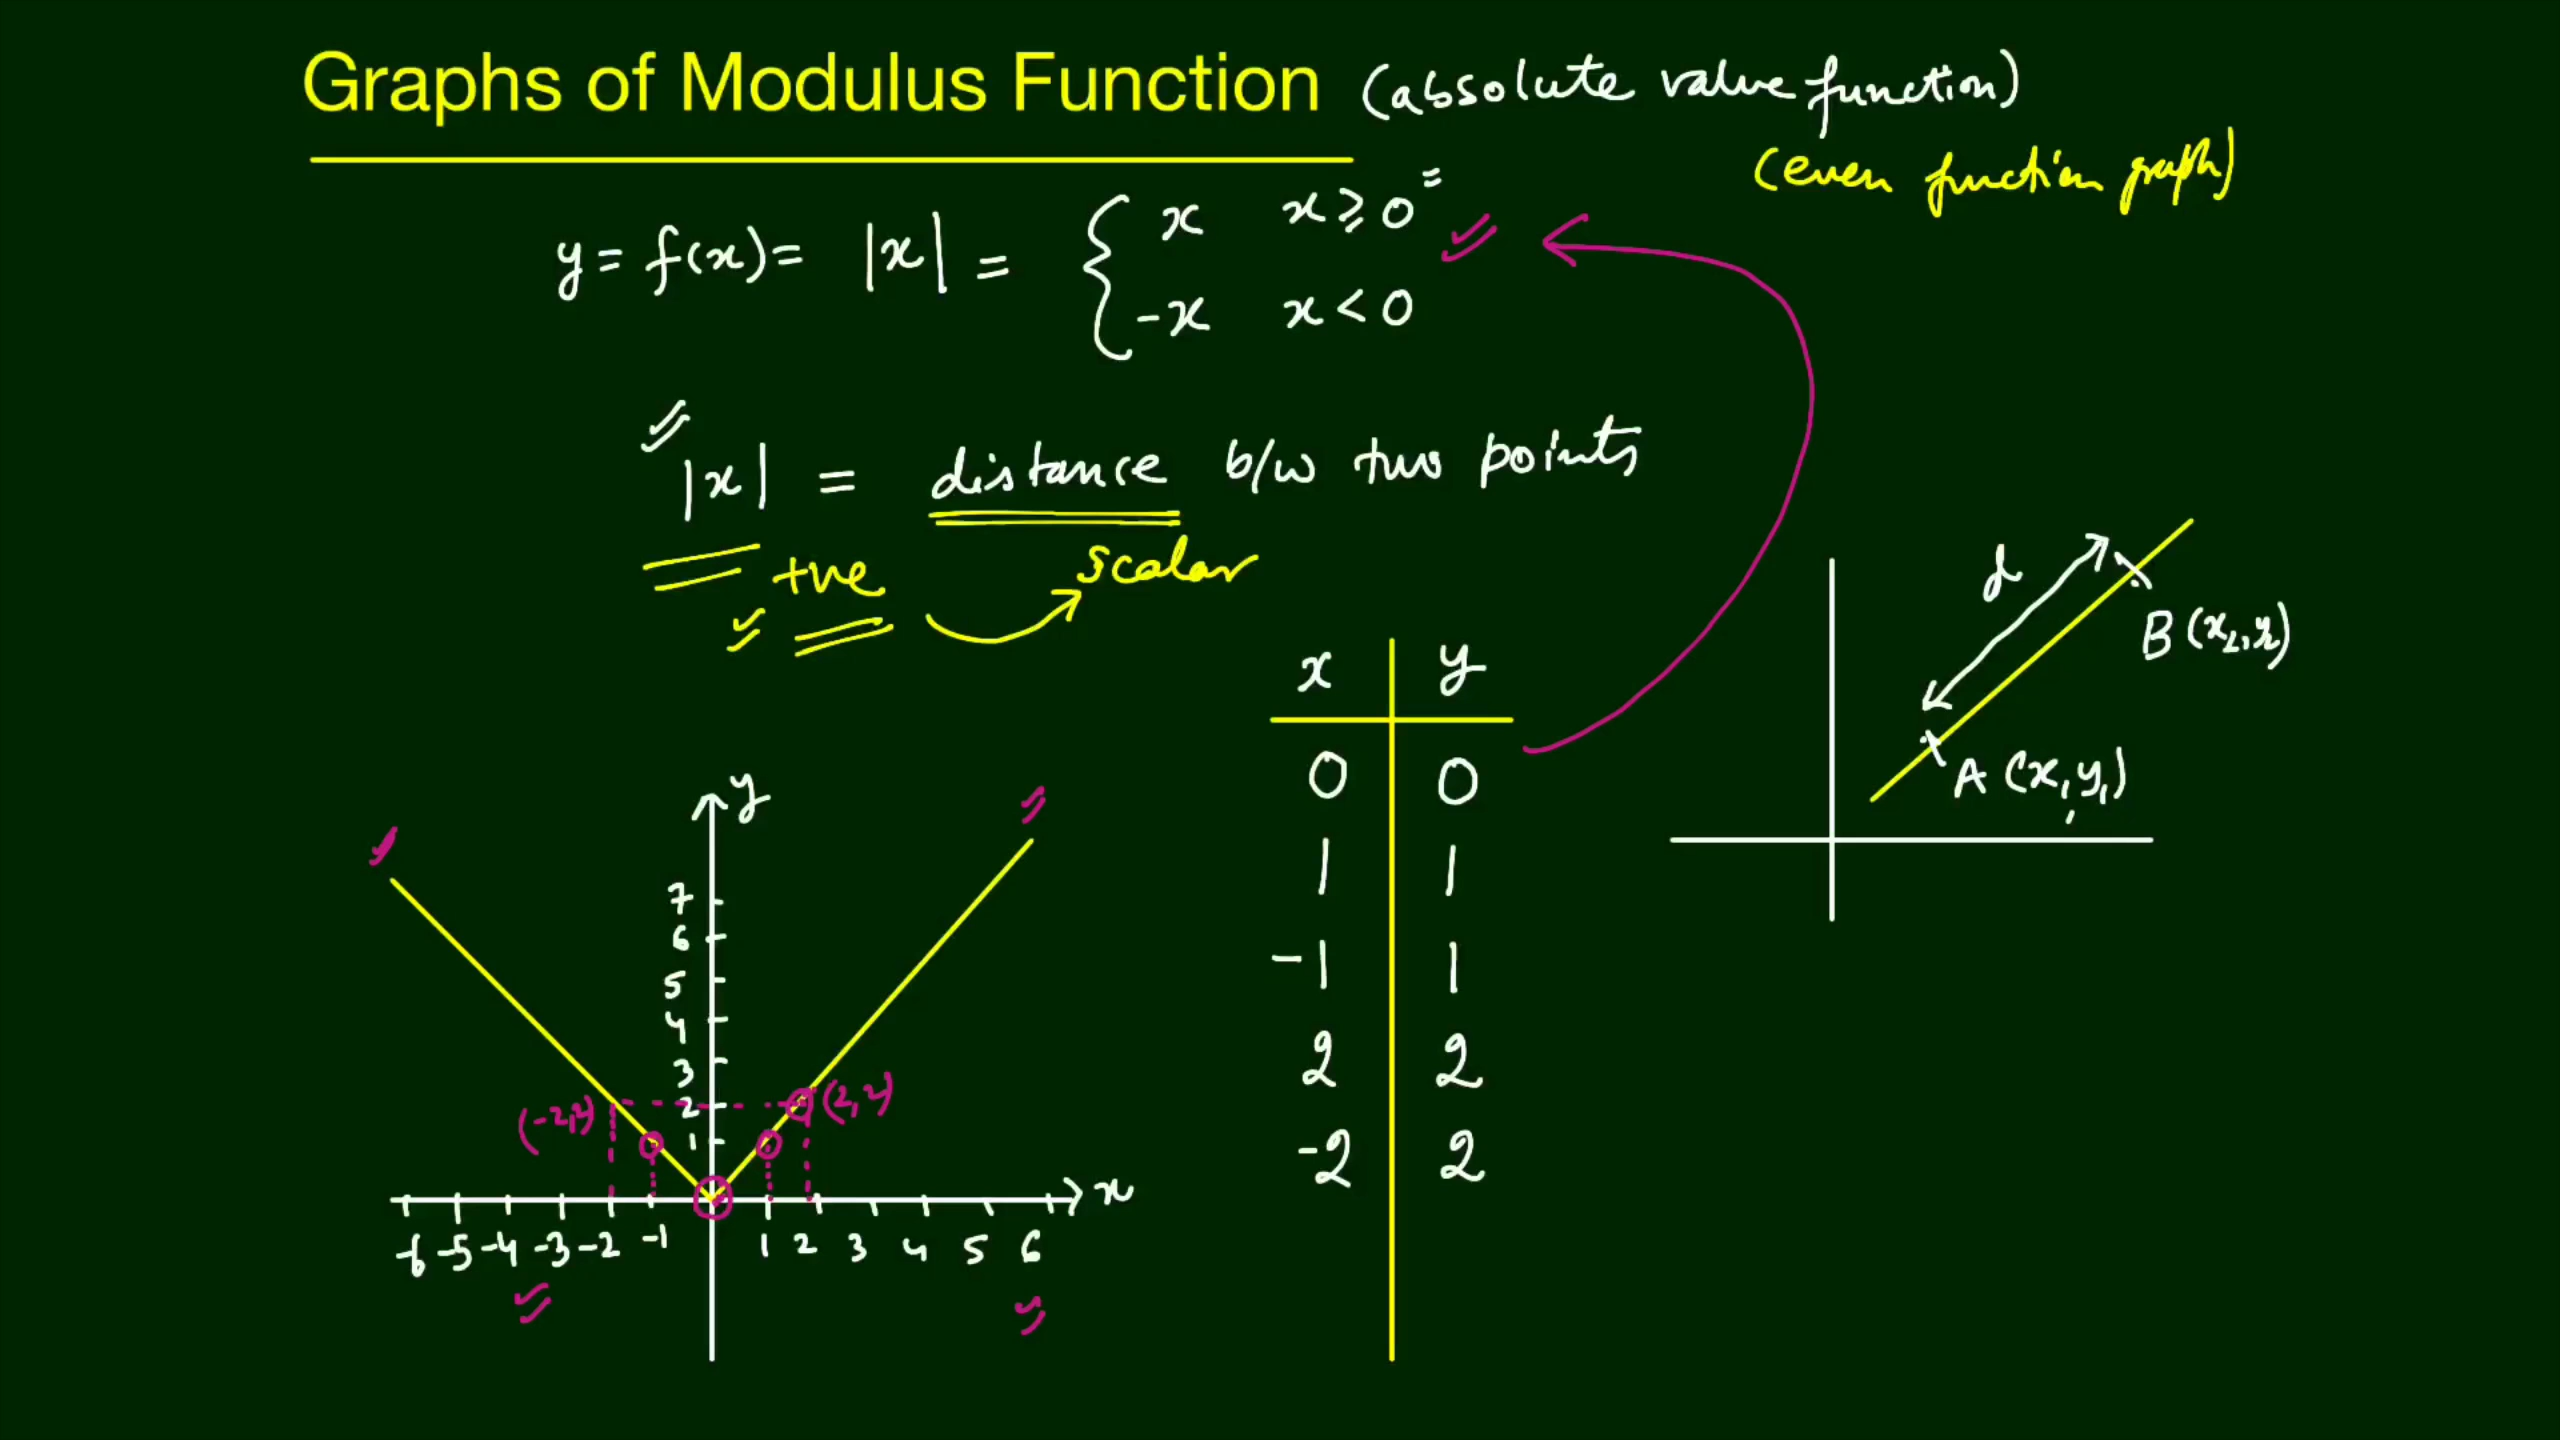 Graphs of Modulus Function (absolute value function)
(even function graph)
y = f(x) = |x| = { x   x ≥ 0
-x   x < 0
|x| = distance b/w two points
+ve scalar
d
B (x₂, y₂)
A (x₁, y₁)
x y
0 0
1 1
-1 1
2 2
-2 2
y
7
6
5
4
3
2
1
(-2,2)
(2,2)
x
-6 -5 -4 -3 -2 -1 1 2 3 4 5 6